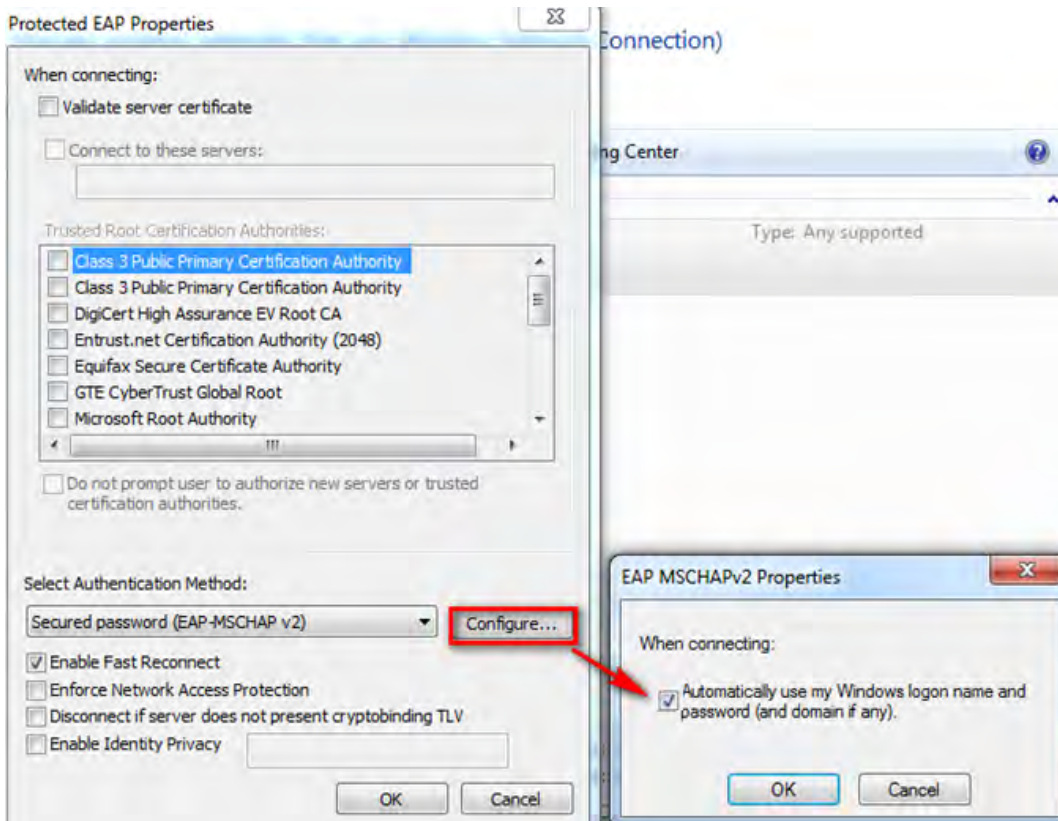 Protected EAP Properties
Connection)
When connecting:
Validate server certificate
Connect to these servers:
ng Center
Trusted Root Certification Authorities:
Type: Any supported
Class 3 Public Primary Certification Authority
Class 3 Public Primary Certification Authority
DigiCert High Assurance EV Root CA
Entrust.net Certification Authority (2048)
Equifax Secure Certificate Authority
GTE CyberTrust Global Root
Microsoft Root Authority
Do not prompt user to authorize new servers or trusted
certification authorities.
Select Authentication Method:
Secured password (EAP-MSCHAP v2)
Configure...
Enable Fast Reconnect
Enforce Network Access Protection
Disconnect if server does not present cryptobinding TLV
Enable Identity Privacy
OK
Cancel
EAP MSCHAPv2 Properties
When connecting:
Automatically use my Windows logon name and
password (and domain if any).
OK
Cancel